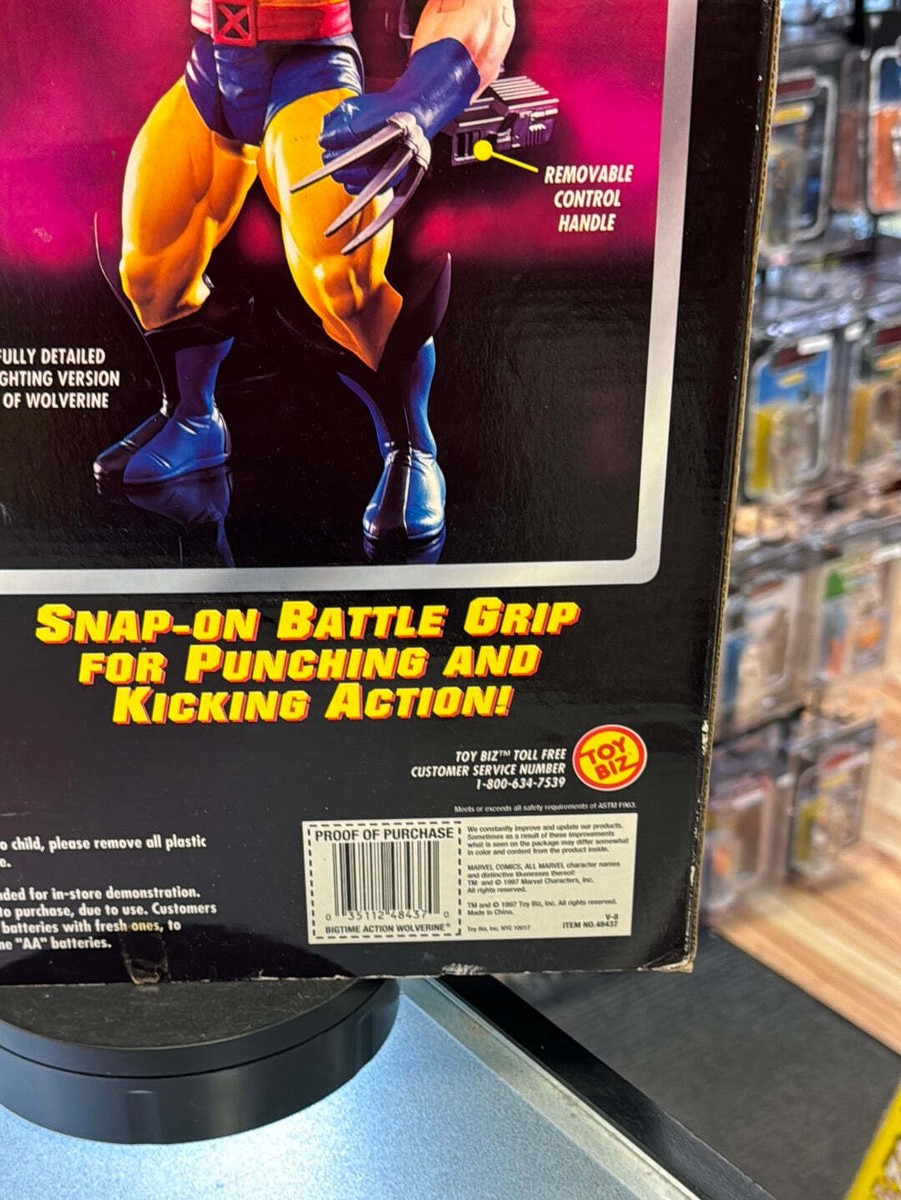 REMOVABLE
CONTROL
HANDLE
FULLY DETAILED
GHTING VERSION
OF WOLVERINE
SNAP-ON BATTLE GRIP
FOR PUNCHING AND
KICKING ACTION!
TOY BIZ™ TOLL FREE
CUSTOMER SERVICE NUMBER
1-800-634-7539
TOY
BIZ
Meets or exceeds all safety requirements of ASTM F963.
o child, please remove all plastic
e.
ded for in-store demonstration.
to purchase, due to use. Customers
batteries with fresh ones, to
ne "AA" batteries.
PROOF OF PURCHASE
0 35112 48437 0
BIGTIME ACTION WOLVERINE™
We constantly improve and update our products.
Sometimes as a result of these improvements
what is seen on the package may differ somewhat
in color and content from the product inside.
MARVEL COMICS, ALL MARVEL character names
and distinctive likenesses thereof:
TM and © 1997 Marvel Characters, Inc.
All rights reserved.
TM and © 1997 Toy Biz, Inc. All rights reserved.
Made in China.
Toy Biz, Inc. NYC 10017
V-8
ITEM NO. 48437